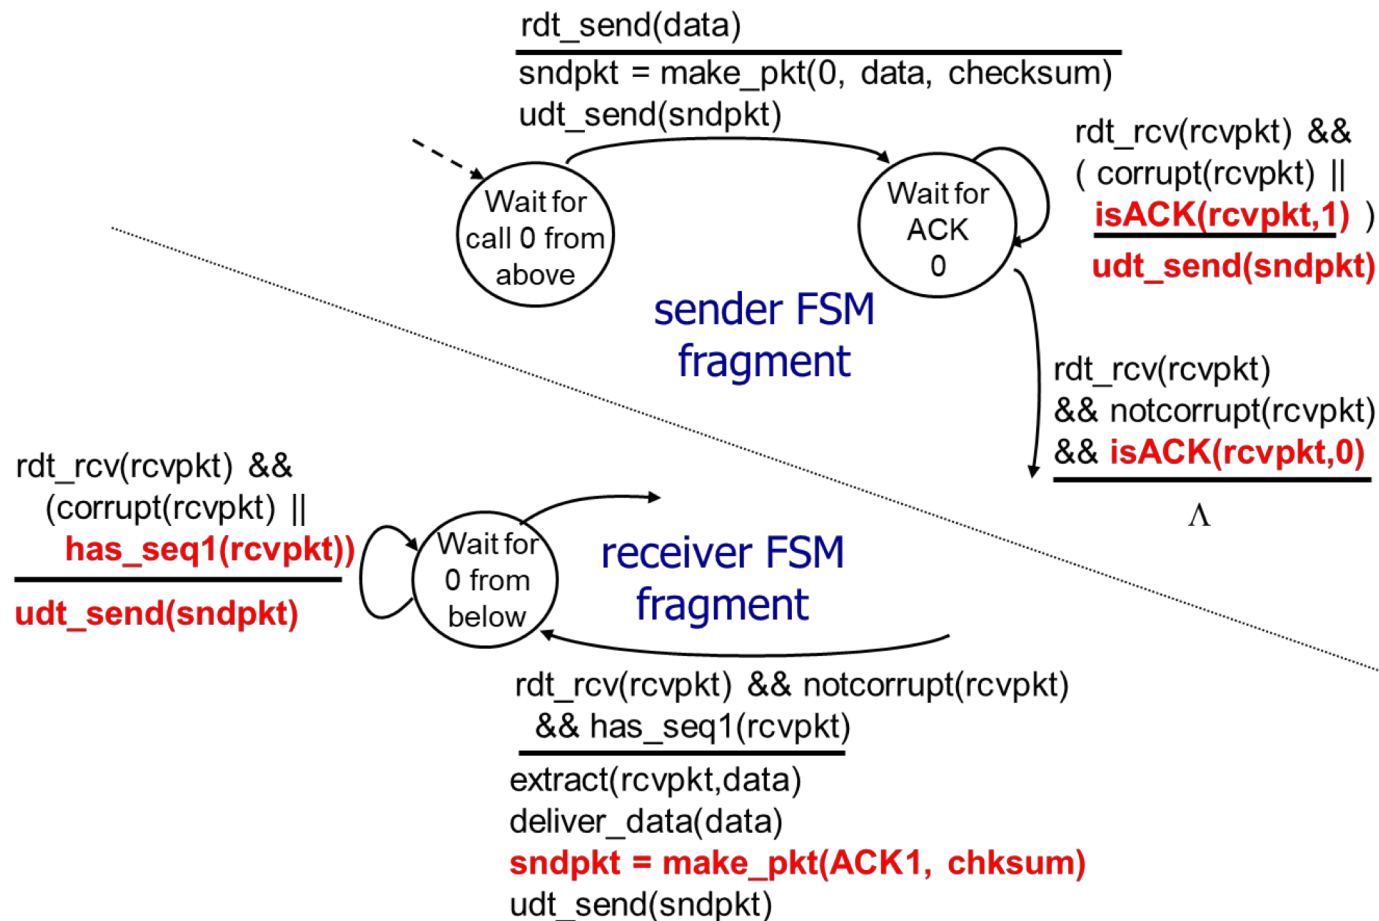 rdt_send(data)
sndpkt = make_pkt(0, data, checksum)
udt_send(sndpkt)
Wait for
call 0 from
above
Wait for
ACK
0
rdt_rcv(rcvpkt) &&
( corrupt(rcvpkt) ||
isACK(rcvpkt,1) )
udt_send(sndpkt)
sender FSM
fragment
rdt_rcv(rcvpkt)
&& notcorrupt(rcvpkt)
&& isACK(rcvpkt,0)
Λ
rdt_rcv(rcvpkt) &&
(corrupt(rcvpkt) ||
has_seq1(rcvpkt))
udt_send(sndpkt)
Wait for
0 from
below
receiver FSM
fragment
rdt_rcv(rcvpkt) && notcorrupt(rcvpkt)
&& has_seq1(rcvpkt)
extract(rcvpkt,data)
deliver_data(data)
sndpkt = make_pkt(ACK1, chksum)
udt_send(sndpkt)